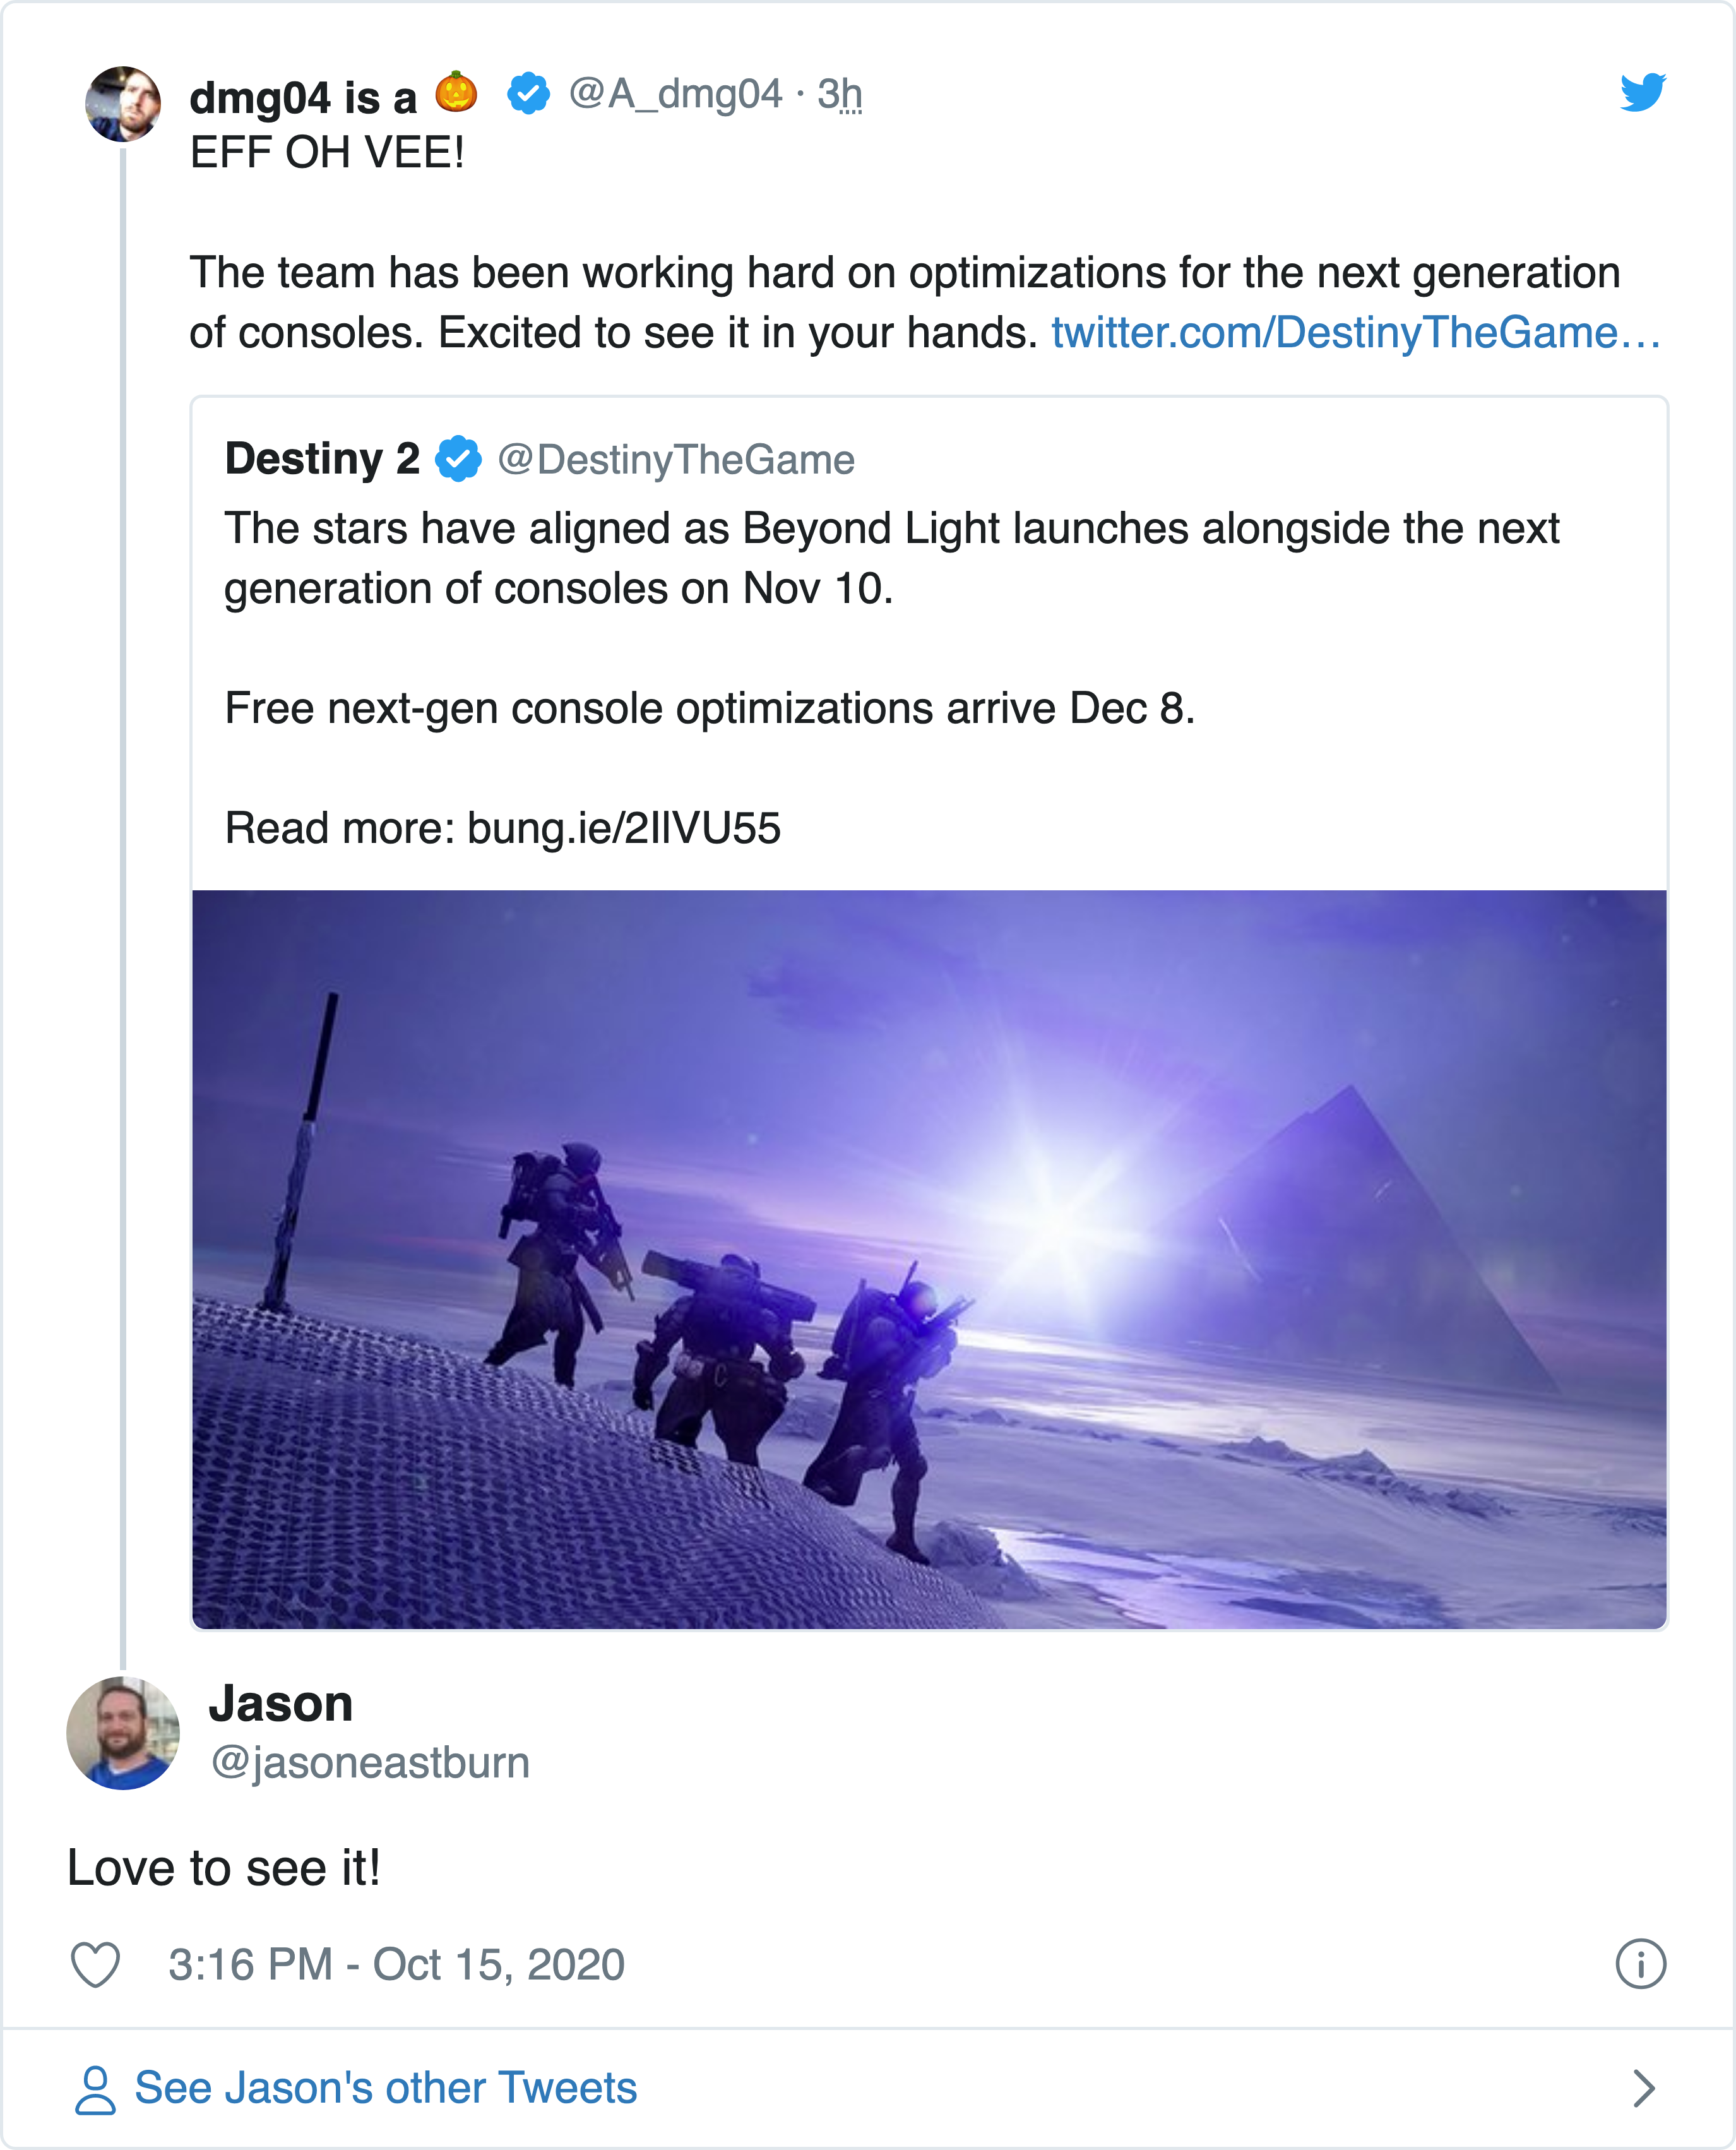 dmg04 is a 🎃 @A_dmg04 · 3h
EFF OH VEE!
The team has been working hard on optimizations for the next generation
of consoles. Excited to see it in your hands. twitter.com/DestinyTheGame…
Destiny 2 @DestinyTheGame
The stars have aligned as Beyond Light launches alongside the next
generation of consoles on Nov 10.
Free next-gen console optimizations arrive Dec 8.
Read more: bung.ie/2IlVU55
Jason
@jasoneastburn
Love to see it!
3:16 PM - Oct 15, 2020
See Jason's other Tweets